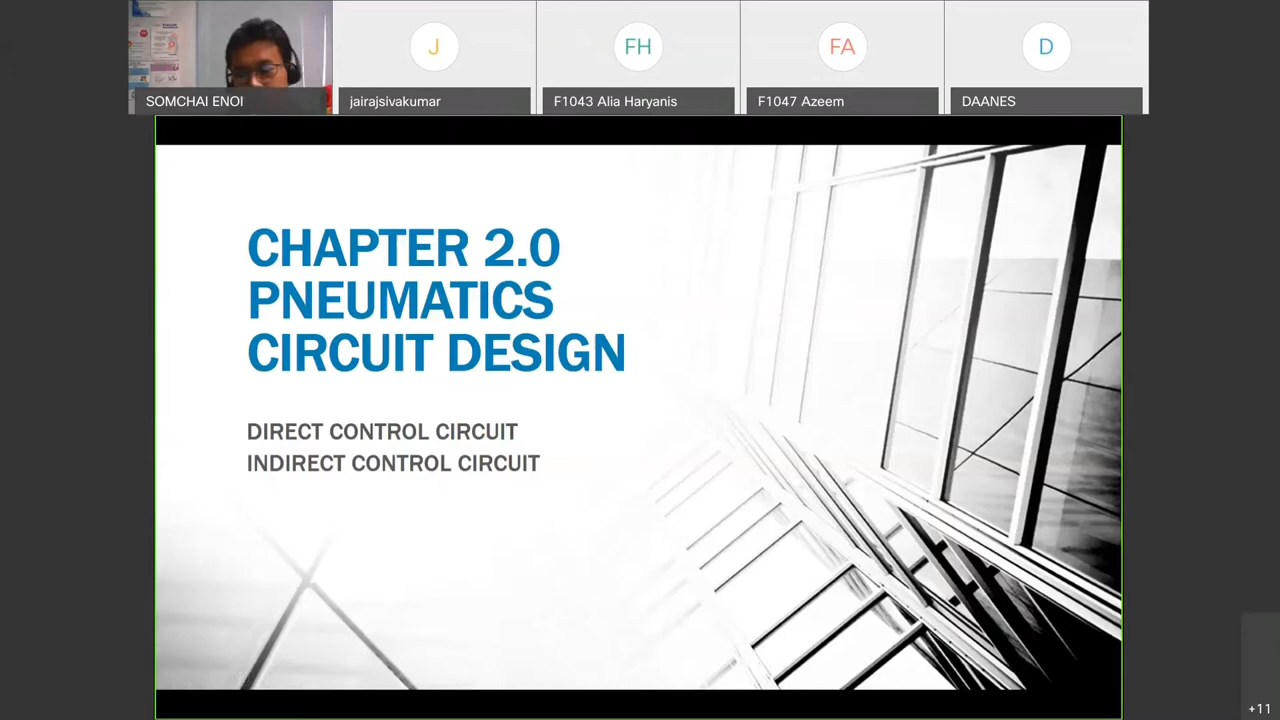 SOMCHAI ENOI
J
jairajsivakumar
FH
F1043 Alia Haryanis
FA
F1047 Azeem
D
DAANES
CHAPTER 2.0
PNEUMATICS
CIRCUIT DESIGN
DIRECT CONTROL CIRCUIT
INDIRECT CONTROL CIRCUIT
+11